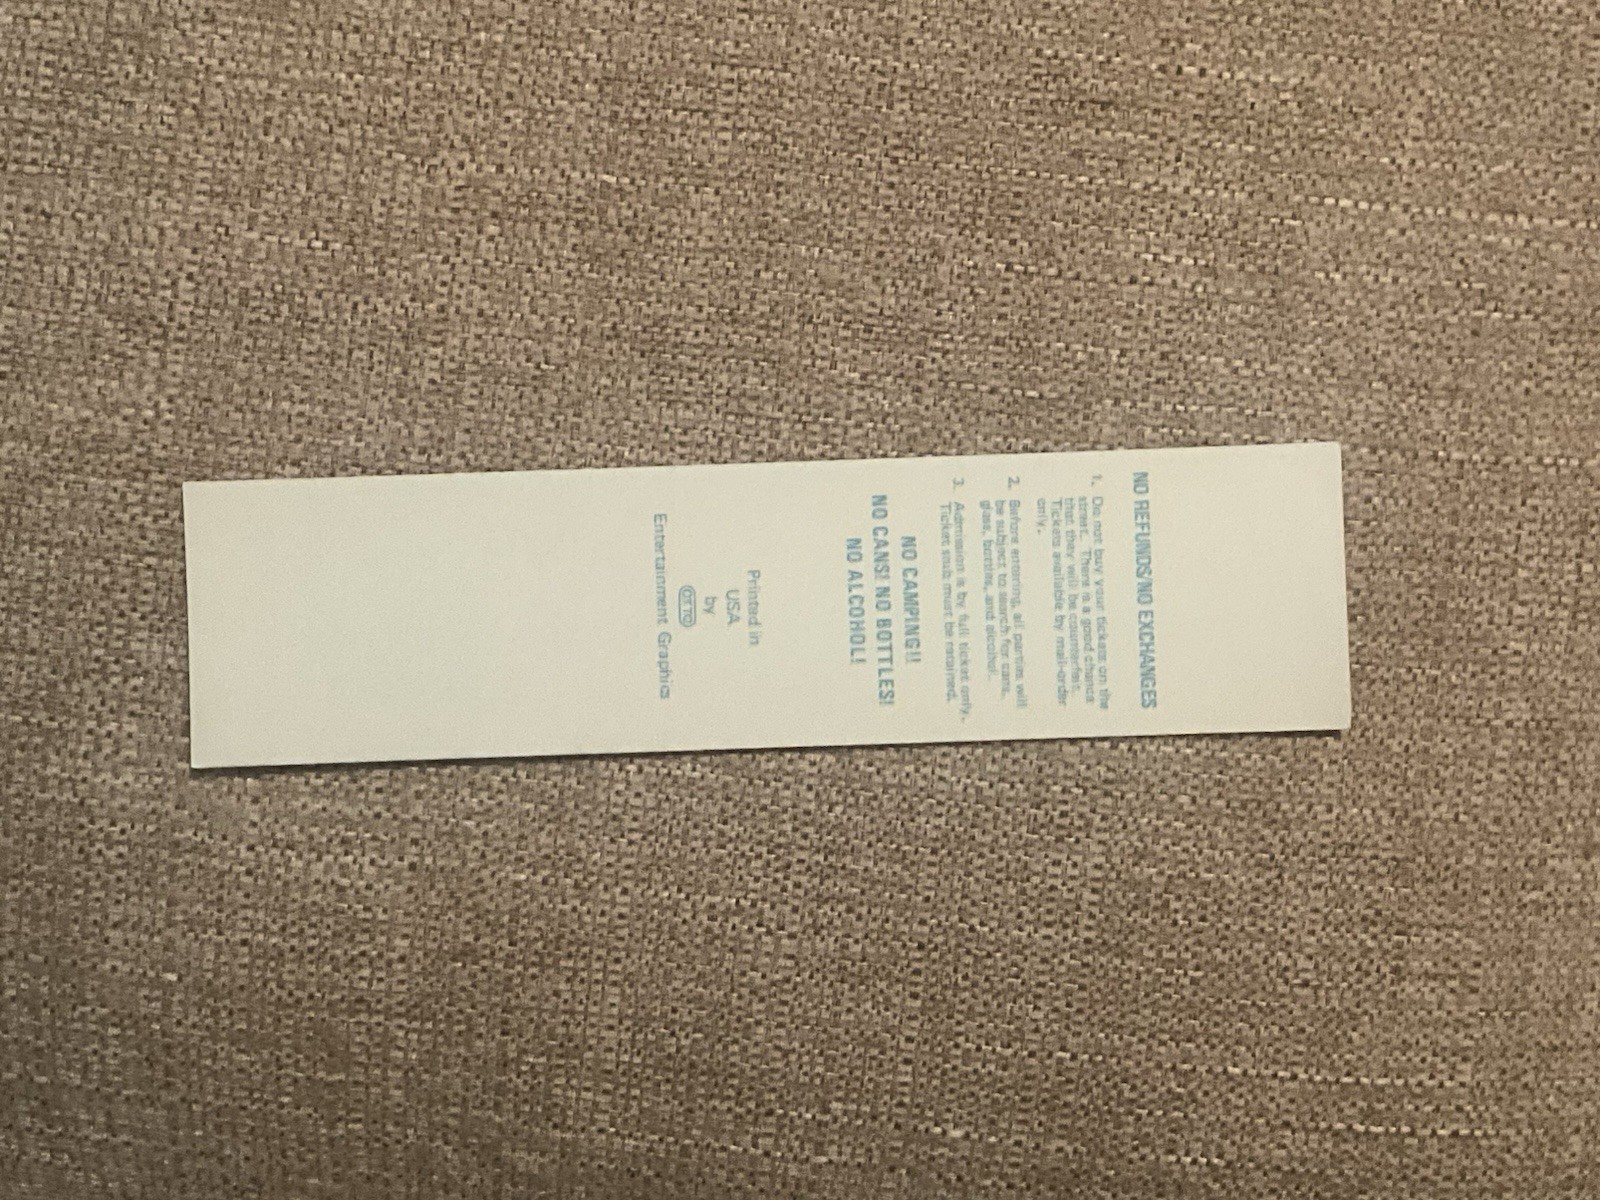 NO REFUNDS/NO EXCHANGES
1. Do not buy your tickets on the
street. There is a good chance
that they will be counterfeit.
Tickets available by mail-order
only.
2. Before entering, all parties will
be subject to search for cans,
glass, bottles, and alcohol.
3. Admission is by full ticket only.
Ticket stub must be retained.
NO CAMPING!!
NO CANS! NO BOTTLES!
NO ALCOHOL!
Printed in
USA
by
OTTO
Entertainment Graphics